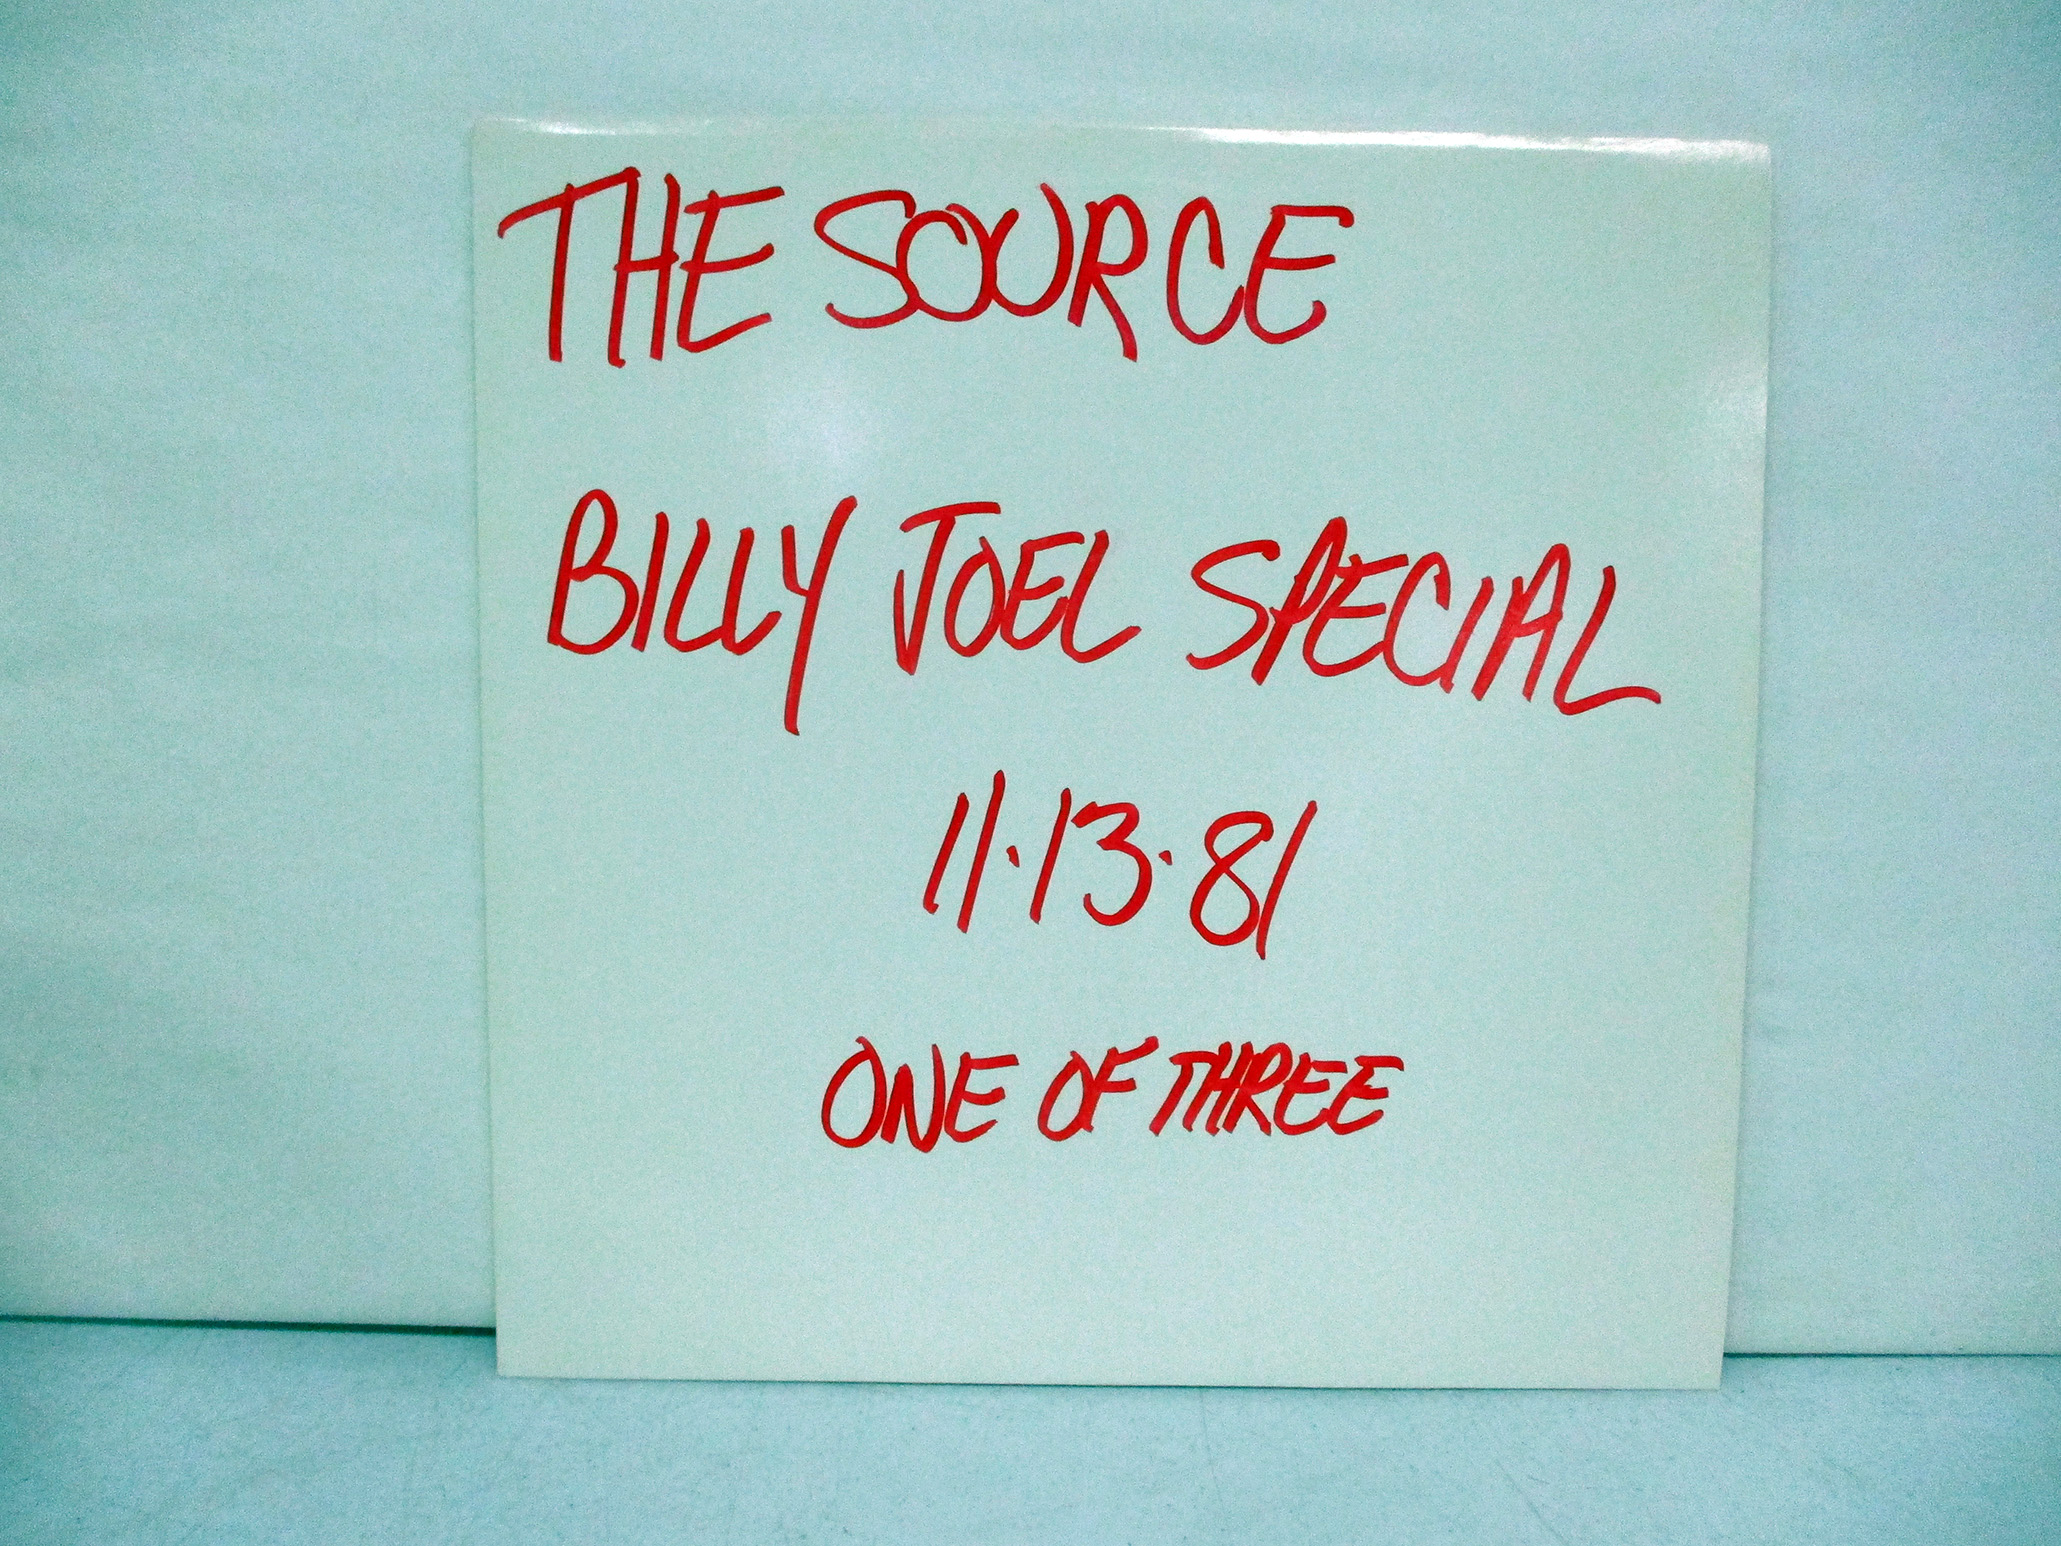 THE SOURCE
BILLY JOEL SPECIAL
11·13·81
ONE OF THREE